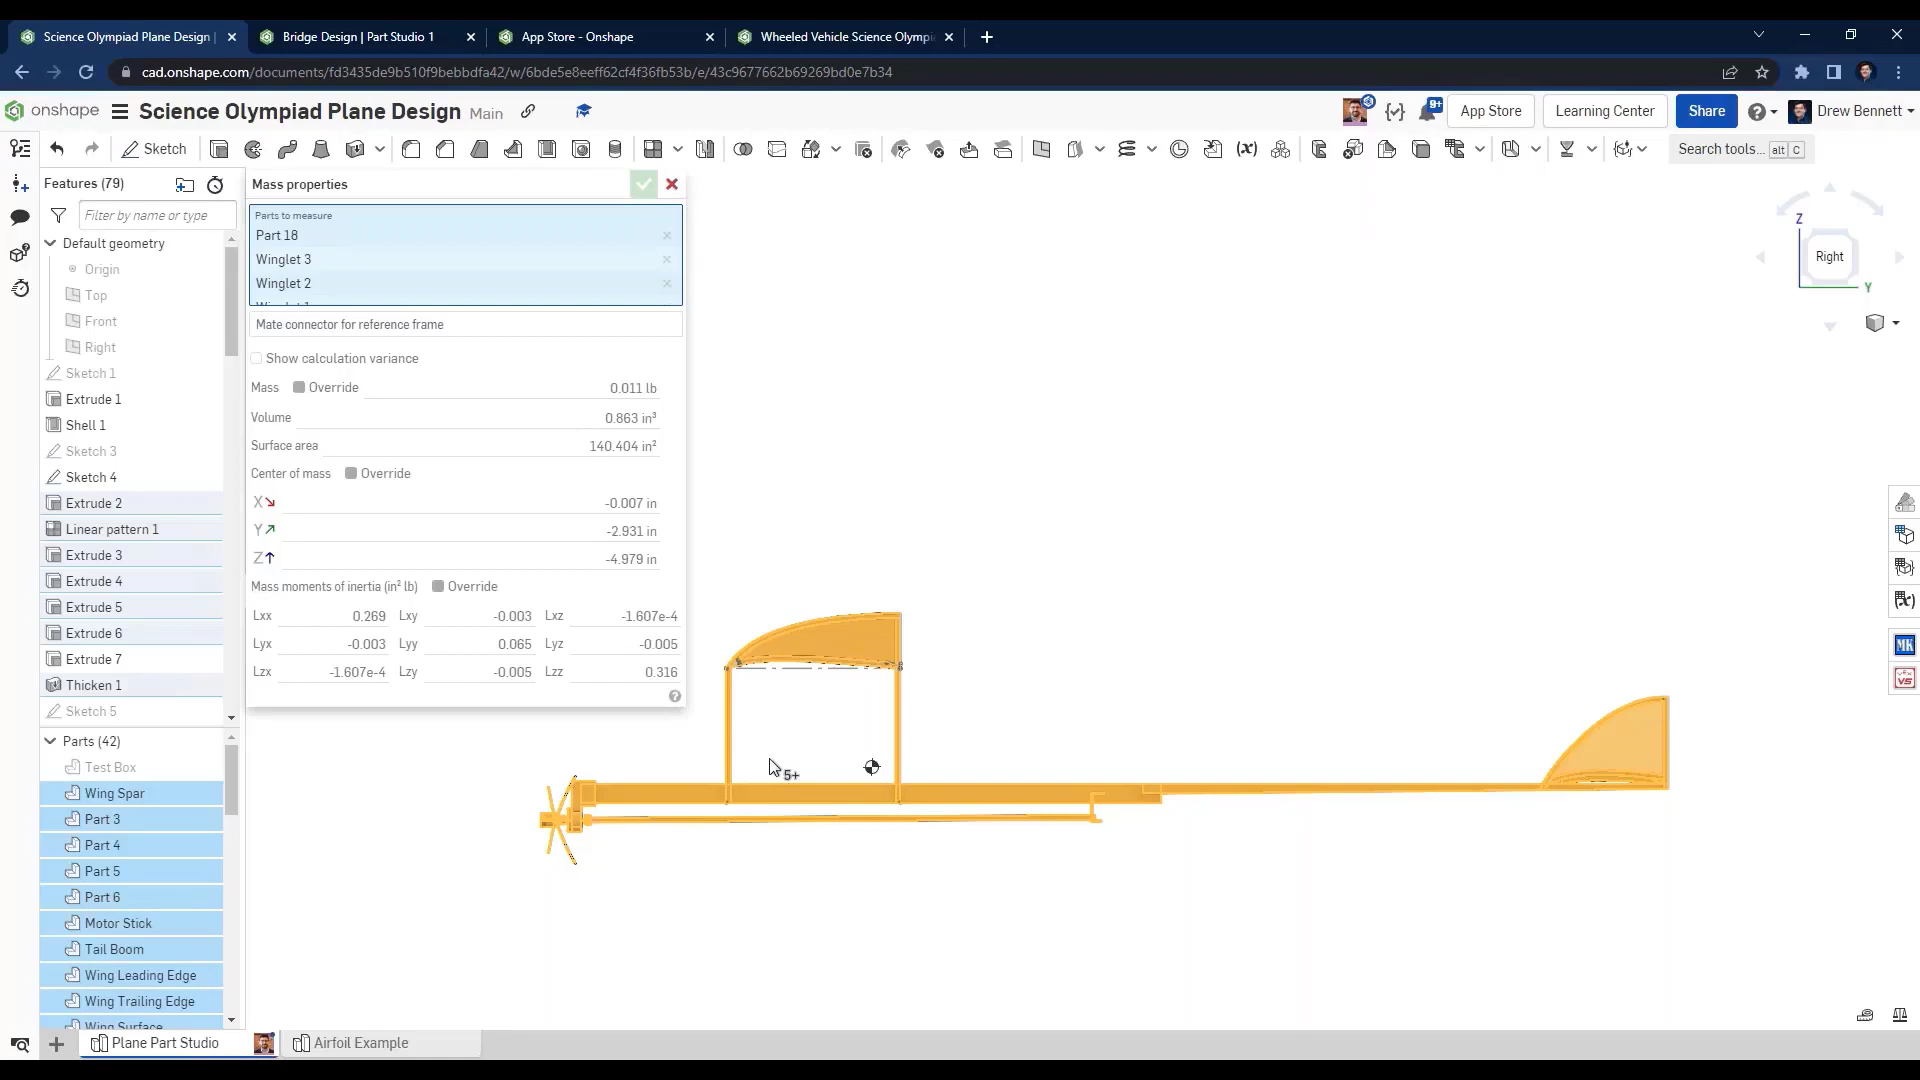 Science Olympiad Plane Design |
Bridge Design | Part Studio 1
App Store - Onshape
Wheeled Vehicle Science Olympi
cad.onshape.com/documents/fd3435de9b510f9bebbdfa42/w/6bde5e8eeff62cf4f36fb53b/e/43c9677662b69269bd0e7b34
onshape
Science Olympiad Plane Design Main
9+
App Store
Learning Center
Share
Drew Bennett
Sketch
Search tools... alt C
Features (79)
Filter by name or type
Default geometry
Origin
Top
Front
Right
Sketch 1
Extrude 1
Shell 1
Sketch 3
Sketch 4
Extrude 2
Linear pattern 1
Extrude 3
Extrude 4
Extrude 5
Extrude 6
Extrude 7
Thicken 1
Sketch 5
Parts (42)
Test Box
Wing Spar
Part 3
Part 4
Part 5
Part 6
Motor Stick
Tail Boom
Wing Leading Edge
Wing Trailing Edge
Wing Surface
Mass properties
Parts to measure
Part 18
Winglet 3
Winglet 2
Winglet 1
Mate connector for reference frame
Show calculation variance
Mass Override 0.011 lb
Volume 0.863 in³
Surface area 140.404 in²
Center of mass Override
X -0.007 in
Y -2.931 in
Z -4.979 in
Mass moments of inertia (in² lb) Override
Lxx 0.269 Lxy -0.003 Lxz -1.607e-4
Lyx -0.003 Lyy 0.065 Lyz -0.005
Lzx -1.607e-4 Lzy -0.005 Lzz 0.316
5+
Z
Right
Y
MK
VEX
V5
Plane Part Studio
Airfoil Example